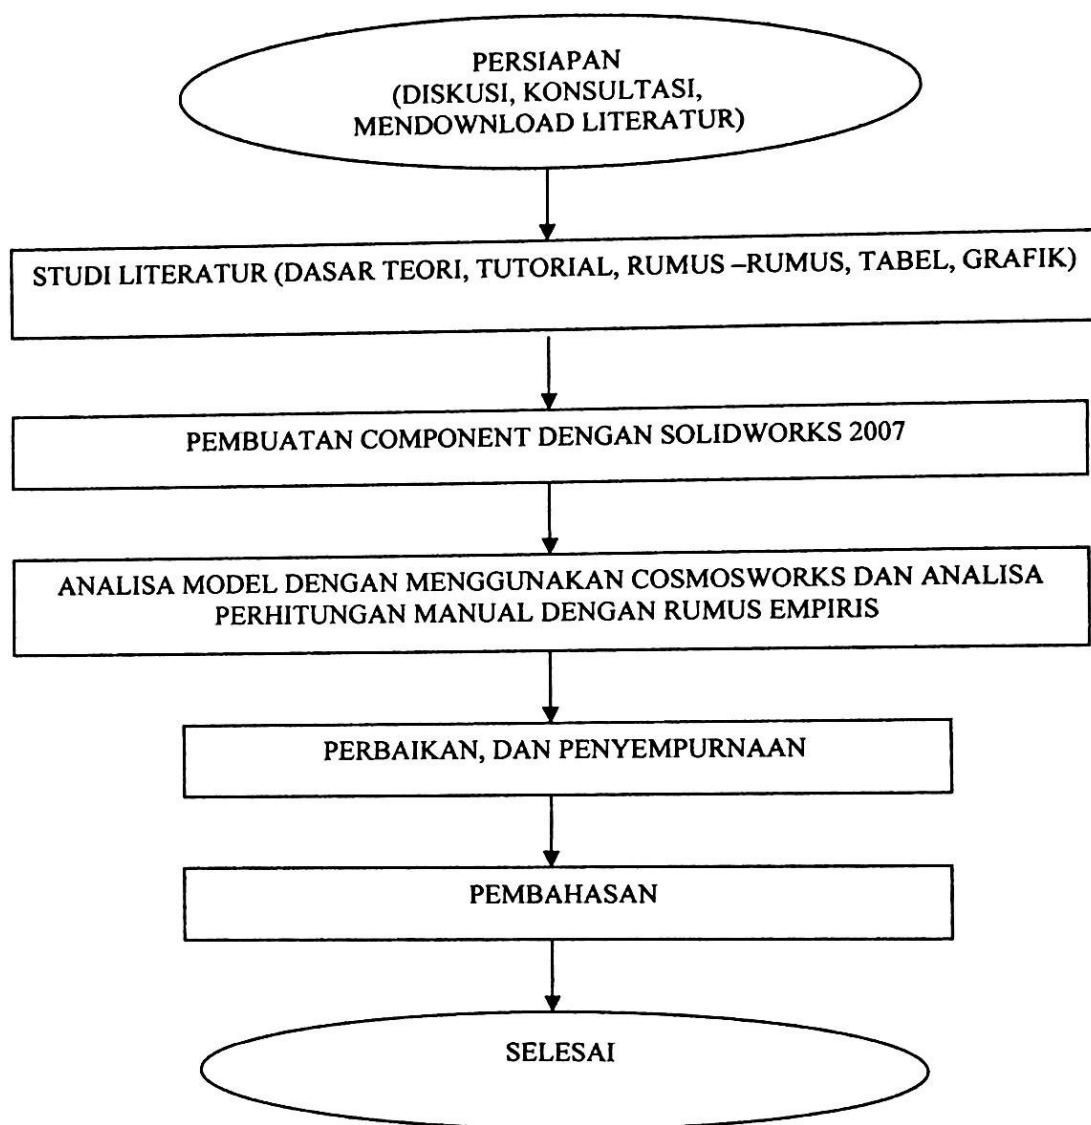 PERSIAPAN
(DISKUSI, KONSULTASI,
MENDOWNLOAD LITERATUR)
STUDI LITERATUR (DASAR TEORI, TUTORIAL, RUMUS –RUMUS, TABEL, GRAFIK)
PEMBUATAN COMPONENT DENGAN SOLIDWORKS 2007
ANALISA MODEL DENGAN MENGGUNAKAN COSMOSWORKS DAN ANALISA
PERHITUNGAN MANUAL DENGAN RUMUS EMPIRIS
PERBAIKAN, DAN PENYEMPURNAAN
PEMBAHASAN
SELESAI